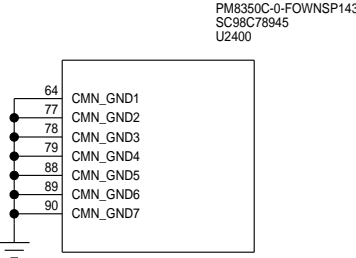 PM8350C-0-FOWNSP143
SC98C78945
U2400
64 CMN_GND1
77 CMN_GND2
78 CMN_GND3
79 CMN_GND4
88 CMN_GND5
89 CMN_GND6
90 CMN_GND7